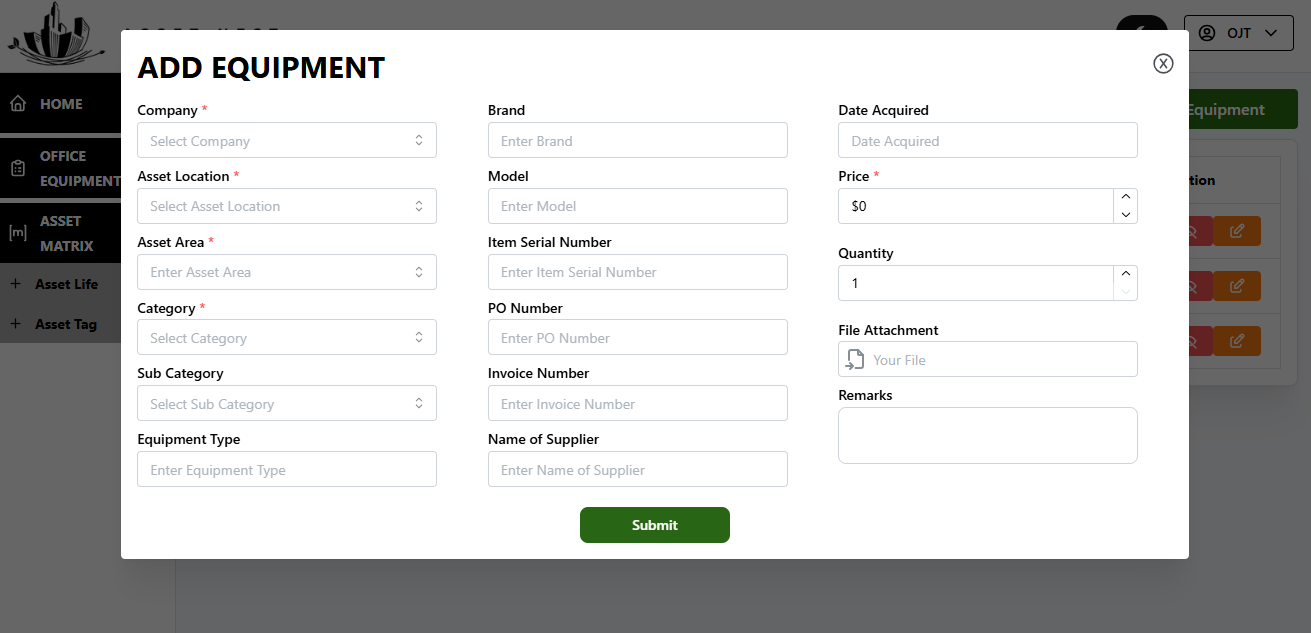 OJT
HOME
OFFICE
EQUIPMENT
ASSET
MATRIX
[m]
Asset Life
Asset Tag
Equipment
tion
ADD EQUIPMENT
Company *
Select Company
Asset Location *
Select Asset Location
Asset Area *
Enter Asset Area
Category *
Select Category
Sub Category
Select Sub Category
Equipment Type
Enter Equipment Type
Brand
Enter Brand
Model
Enter Model
Item Serial Number
Enter Item Serial Number
PO Number
Enter PO Number
Invoice Number
Enter Invoice Number
Name of Supplier
Enter Name of Supplier
Date Acquired
Date Acquired
Price *
$0
Quantity
1
File Attachment
Your File
Remarks
Submit